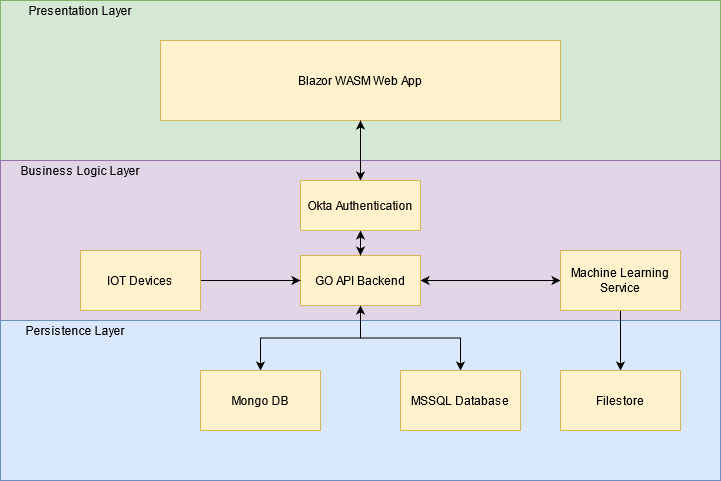 Presentation Layer
Blazor WASM Web App
Business Logic Layer
Okta Authentication
IOT Devices
GO API Backend
Machine Learning
Service
Persistence Layer
Mongo DB
MSSQL Database
Filestore